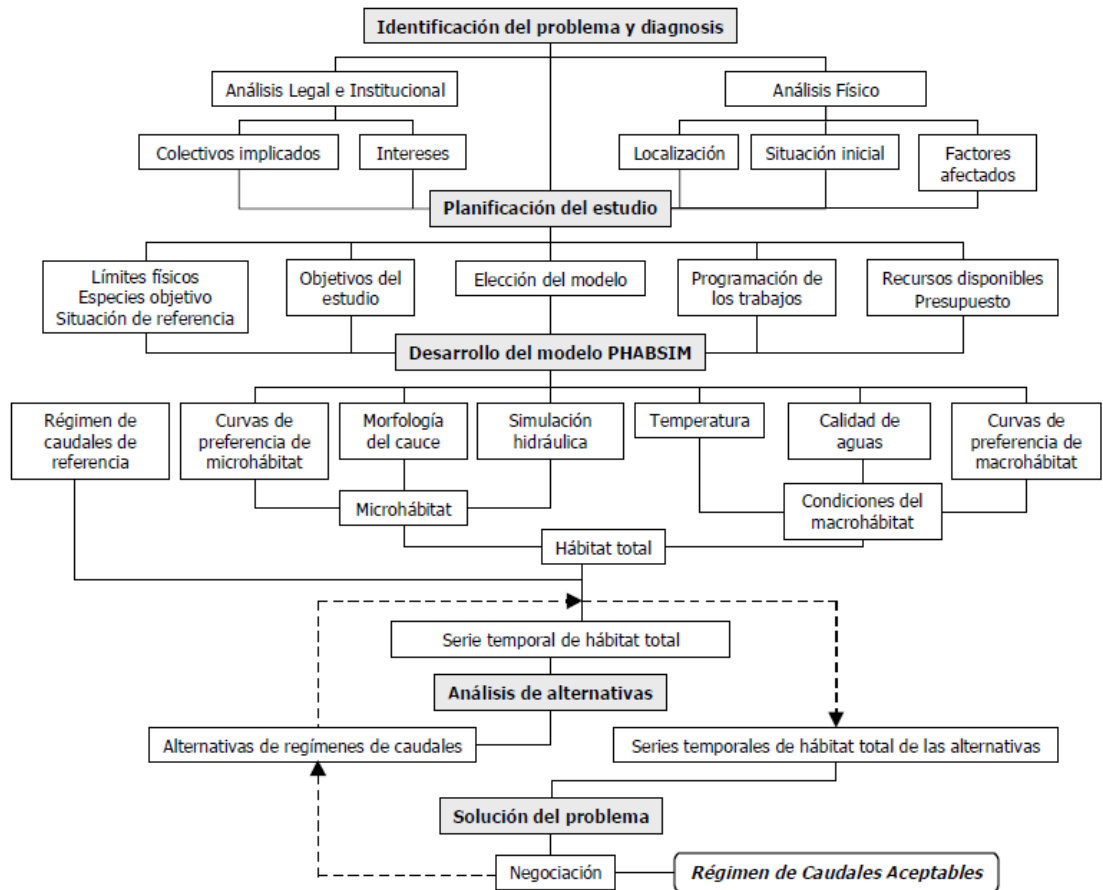 Identificación del problema y diagnosis
Análisis Legal e Institucional
Análisis Físico
Colectivos implicados
Intereses
Localización
Situación inicial
Factores
afectados
Planificación del estudio
Límites físicos
Especies objetivo
Situación de referencia
Objetivos del
estudio
Elección del modelo
Programación de
los trabajos
Recursos disponibles
Presupuesto
Desarrollo del modelo PHABSIM
Régimen de
caudales de
referencia
Curvas de
preferencia de
microhábitat
Morfología
del cauce
Simulación
hidráulica
Temperatura
Calidad de
aguas
Curvas de
preferencia de
macrohábitat
Microhábitat
Condiciones del
macrohábitat
Hábitat total
Serie temporal de hábitat total
Análisis de alternativas
Alternativas de regímenes de caudales
Series temporales de hábitat total de las alternativas
Solución del problema
Negociación
Régimen de Caudales Aceptables